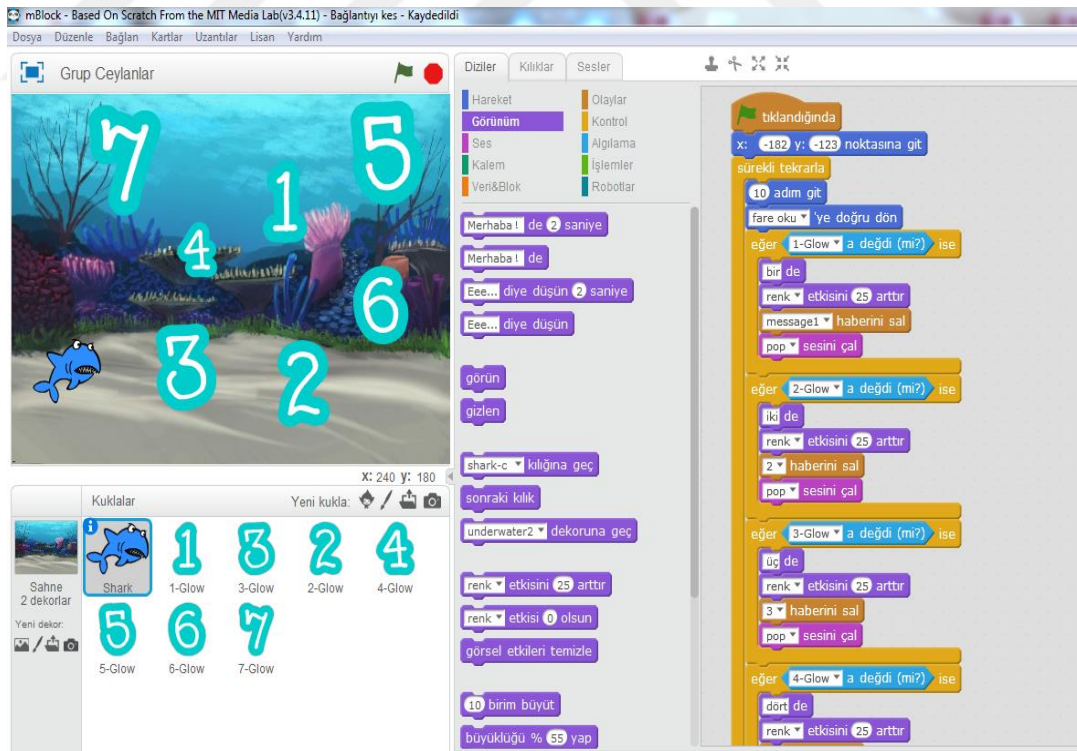 mBlock - Based On Scratch From the MIT Media Lab(v3.4.11) - Bağlantıyı kes - Kaydedildi
Dosya Düzenle Bağlan Kartlar Uzantılar Lisan Yardım
Grup Ceylanlar
7
5
1
4
6
3
2
x: 240 y: 180
Kuklalar Yeni kukla:
Sahne
2 dekorlar
Yeni dekor:
1 3 2 4
Shark 1-Glow 3-Glow 2-Glow 4-Glow
5 6 7
5-Glow 6-Glow 7-Glow
Diziler Kılıklar Sesler
Hareket Olaylar
Görünüm Kontrol
Ses Algılama
Kalem İşlemler
Veri&Blok Robotlar
Merhaba ! de 2 saniye
Merhaba ! de
Eee... diye düşün 2 saniye
Eee... diye düşün
görün
gizlen
shark-c kılığına geç
sonraki kılık
underwater2 dekoruna geç
renk etkisini 25 arttır
renk etkisi 0 olsun
görsel etkileri temizle
10 birim büyüt
büyüklüğü % 55 yap
tıklandığında
x: -182 y: -123 noktasına git
sürekli tekrarla
10 adım git
fare oku 'ye doğru dön
eğer 1-Glow a değdi (mi?) ise
bir de
renk etkisini 25 arttır
message1 haberini sal
pop sesini çal
eğer 2-Glow a değdi (mi?) ise
iki de
renk etkisini 25 arttır
2 haberini sal
pop sesini çal
eğer 3-Glow a değdi (mi?) ise
üç de
renk etkisini 25 arttır
3 haberini sal
pop sesini çal
eğer 4-Glow a değdi (mi?) ise
dört de
renk etkisini 25 arttır